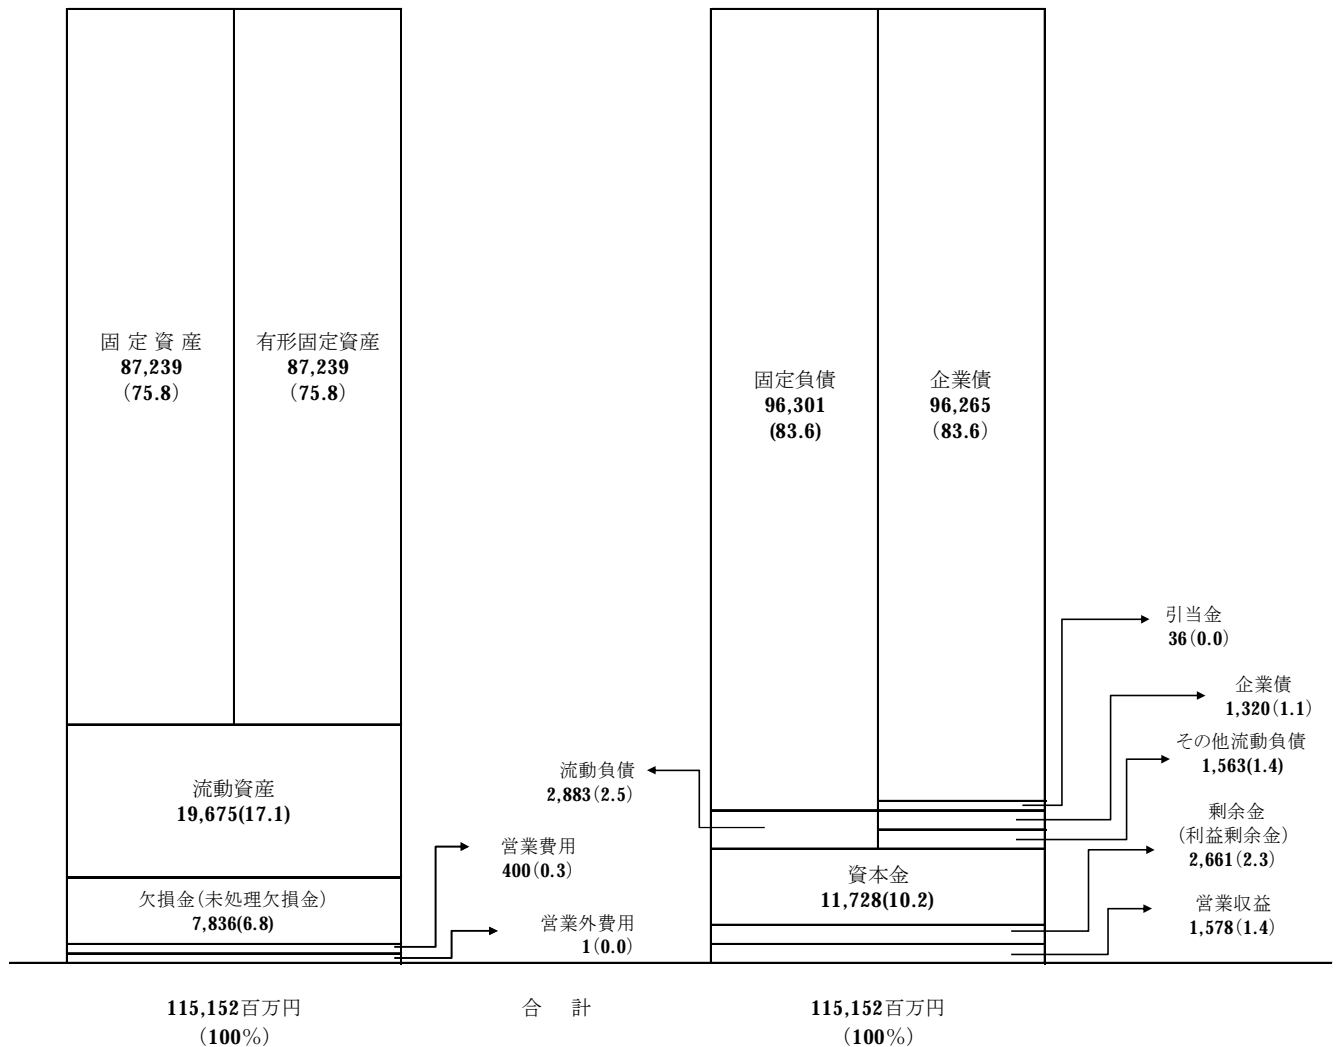 固 定 資 産
87,239
(75.8)
有形固定資産
87,239
(75.8)
流動資産
19,675(17.1)
欠損金(未処理欠損金)
7,836(6.8)
営業費用
400(0.3)
営業外費用
1(0.0)
固定負債
96,301
(83.6)
企業債
96,265
(83.6)
流動負債
2,883(2.5)
資本金
11,728(10.2)
引当金
36(0.0)
企業債
1,320(1.1)
その他流動負債
1,563(1.4)
剰余金
(利益剰余金)
2,661(2.3)
営業収益
1,578(1.4)
115,152百万円
(100%)
合 計
115,152百万円
(100%)